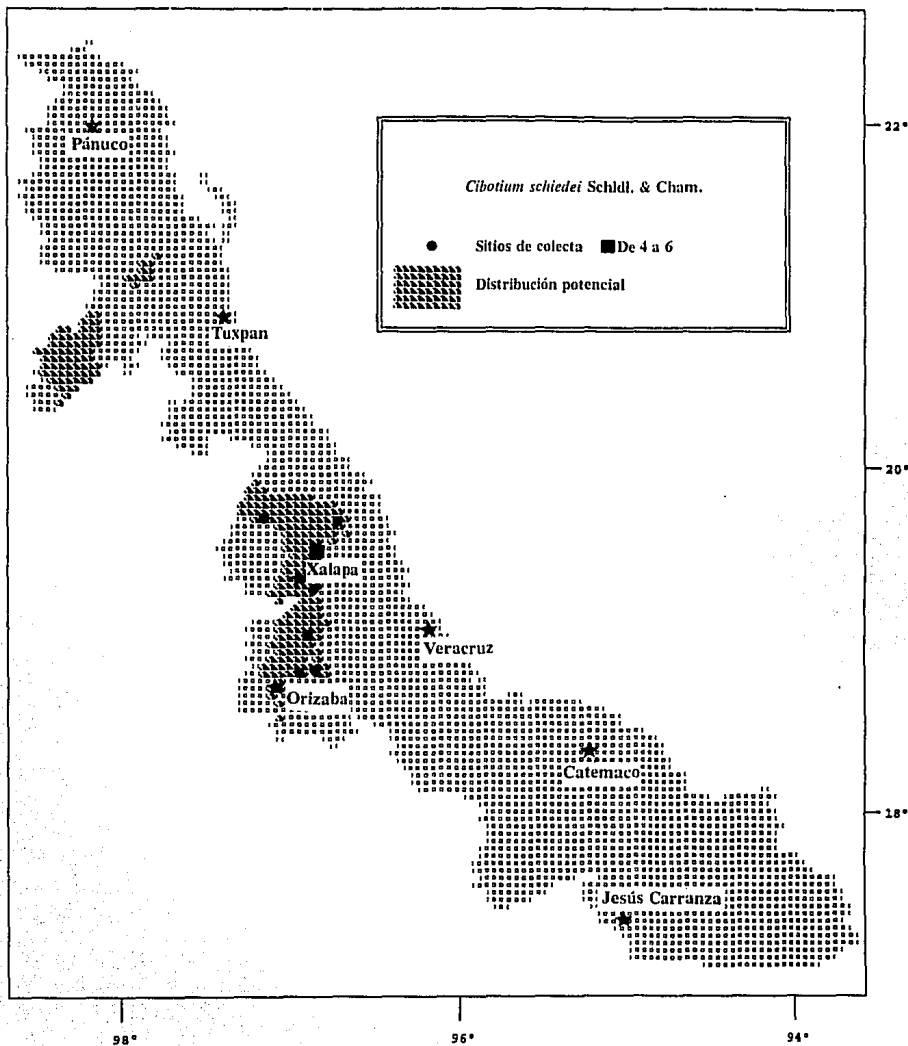 22°
Pánuco
Cibotium schiedei Schldl. & Cham.
Sitios de colecta De 4 a 6
Distribución potencial
Tuxpan
20°
Xalapa
Veracruz
Orizaba
Catemaco
18°
Jesús Carranza
98° 96° 94°